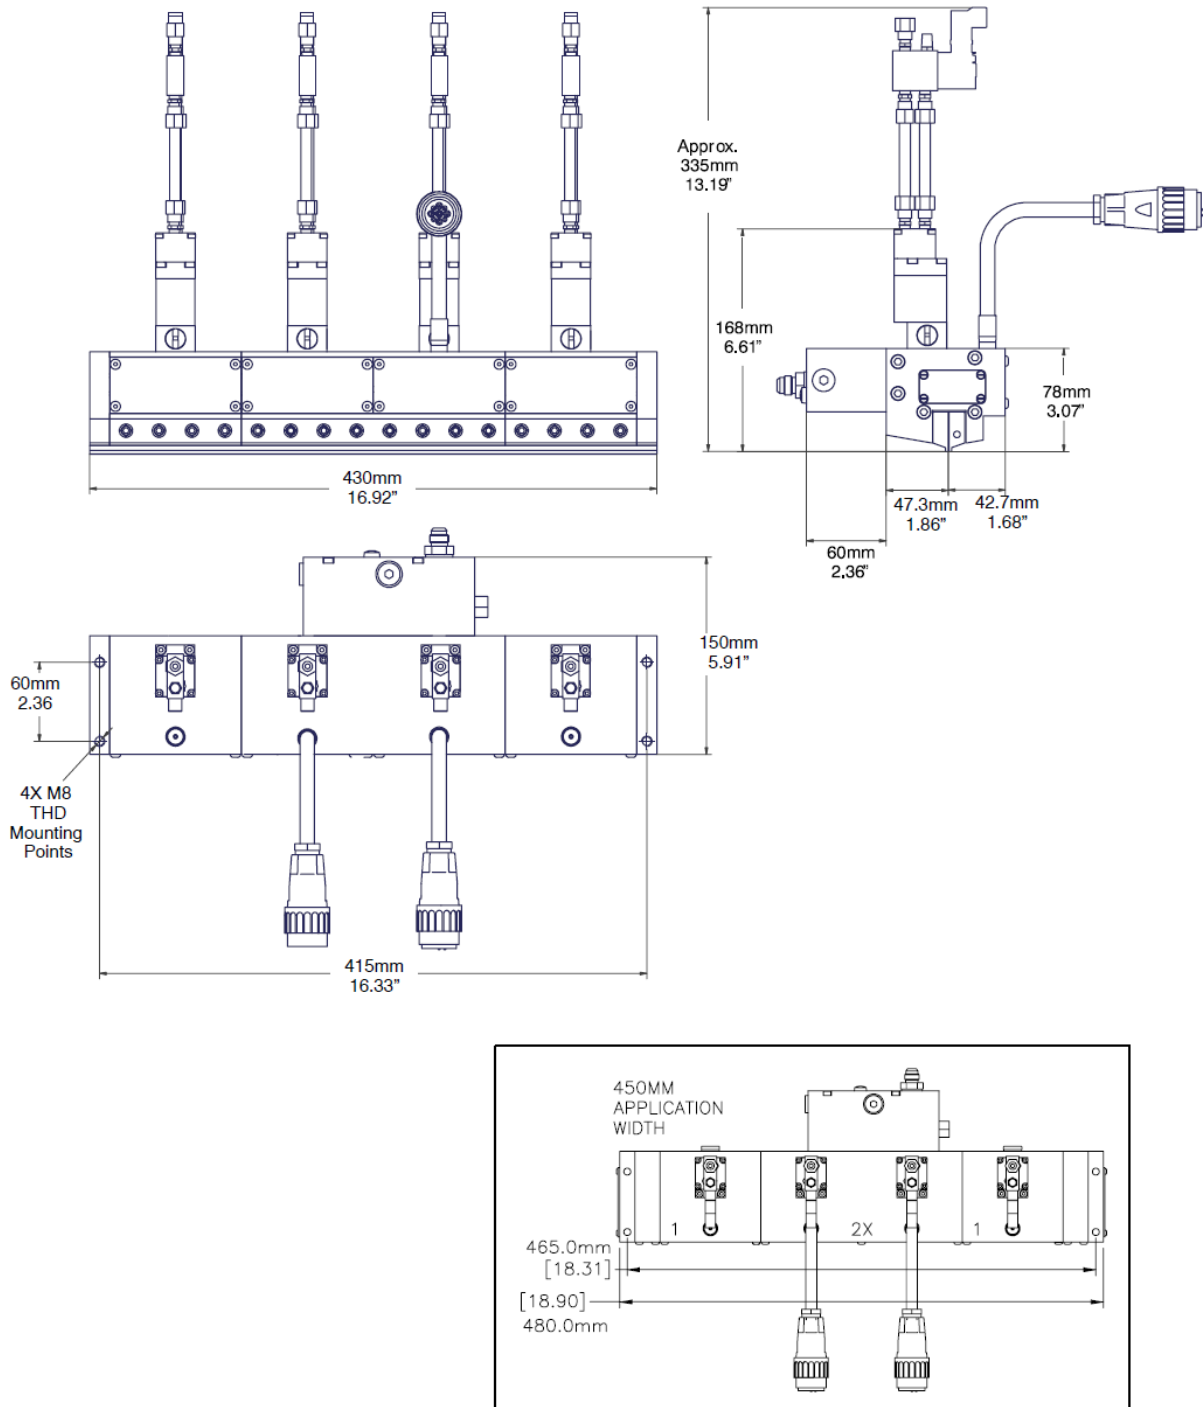 Approx.
335mm
13.19”
168mm
6.61”
78mm
3.07”
430mm
16.92”
47.3mm
1.86”
42.7mm
1.68”
60mm
2.36”
150mm
5.91”
60mm
2.36
4X M8
THD
Mounting
Points
415mm
16.33”
450MM
APPLICATION
WIDTH
1
2X
1
465.0mm
[18.31]
[18.90]
480.0mm